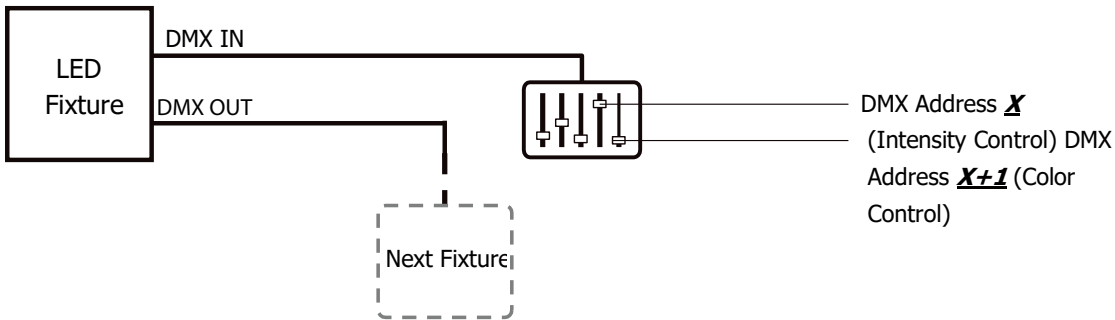 DMX IN
LED
Fixture
DMX OUT
DMX Address X
(Intensity Control) DMX
Address X+1 (Color
Control)
Next Fixture